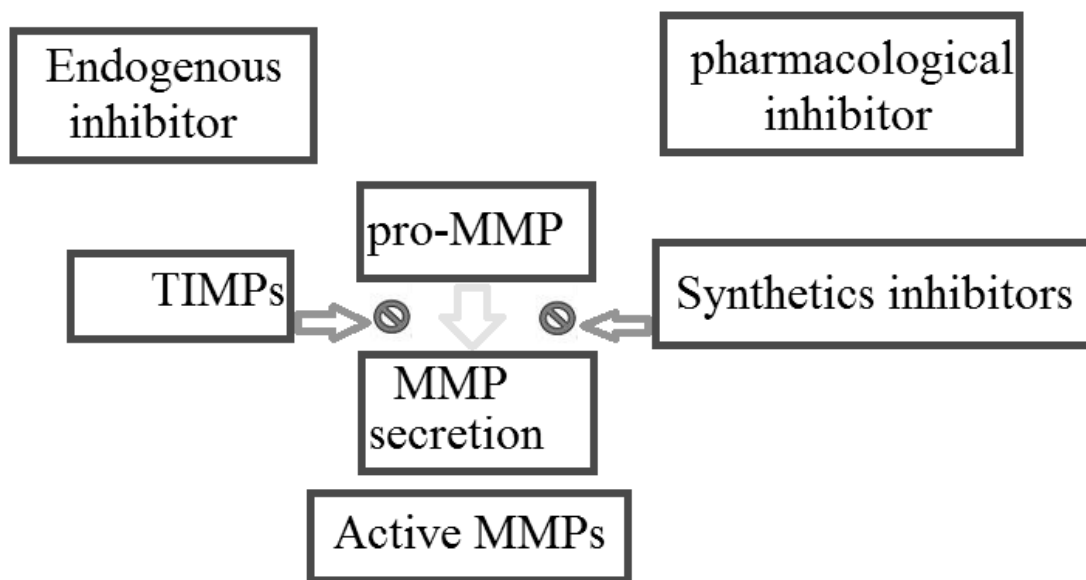 Endogenous
inhibitor
pharmacological
inhibitor
pro-MMP
TIMPs
Synthetics inhibitors
MMP
secretion
Active MMPs